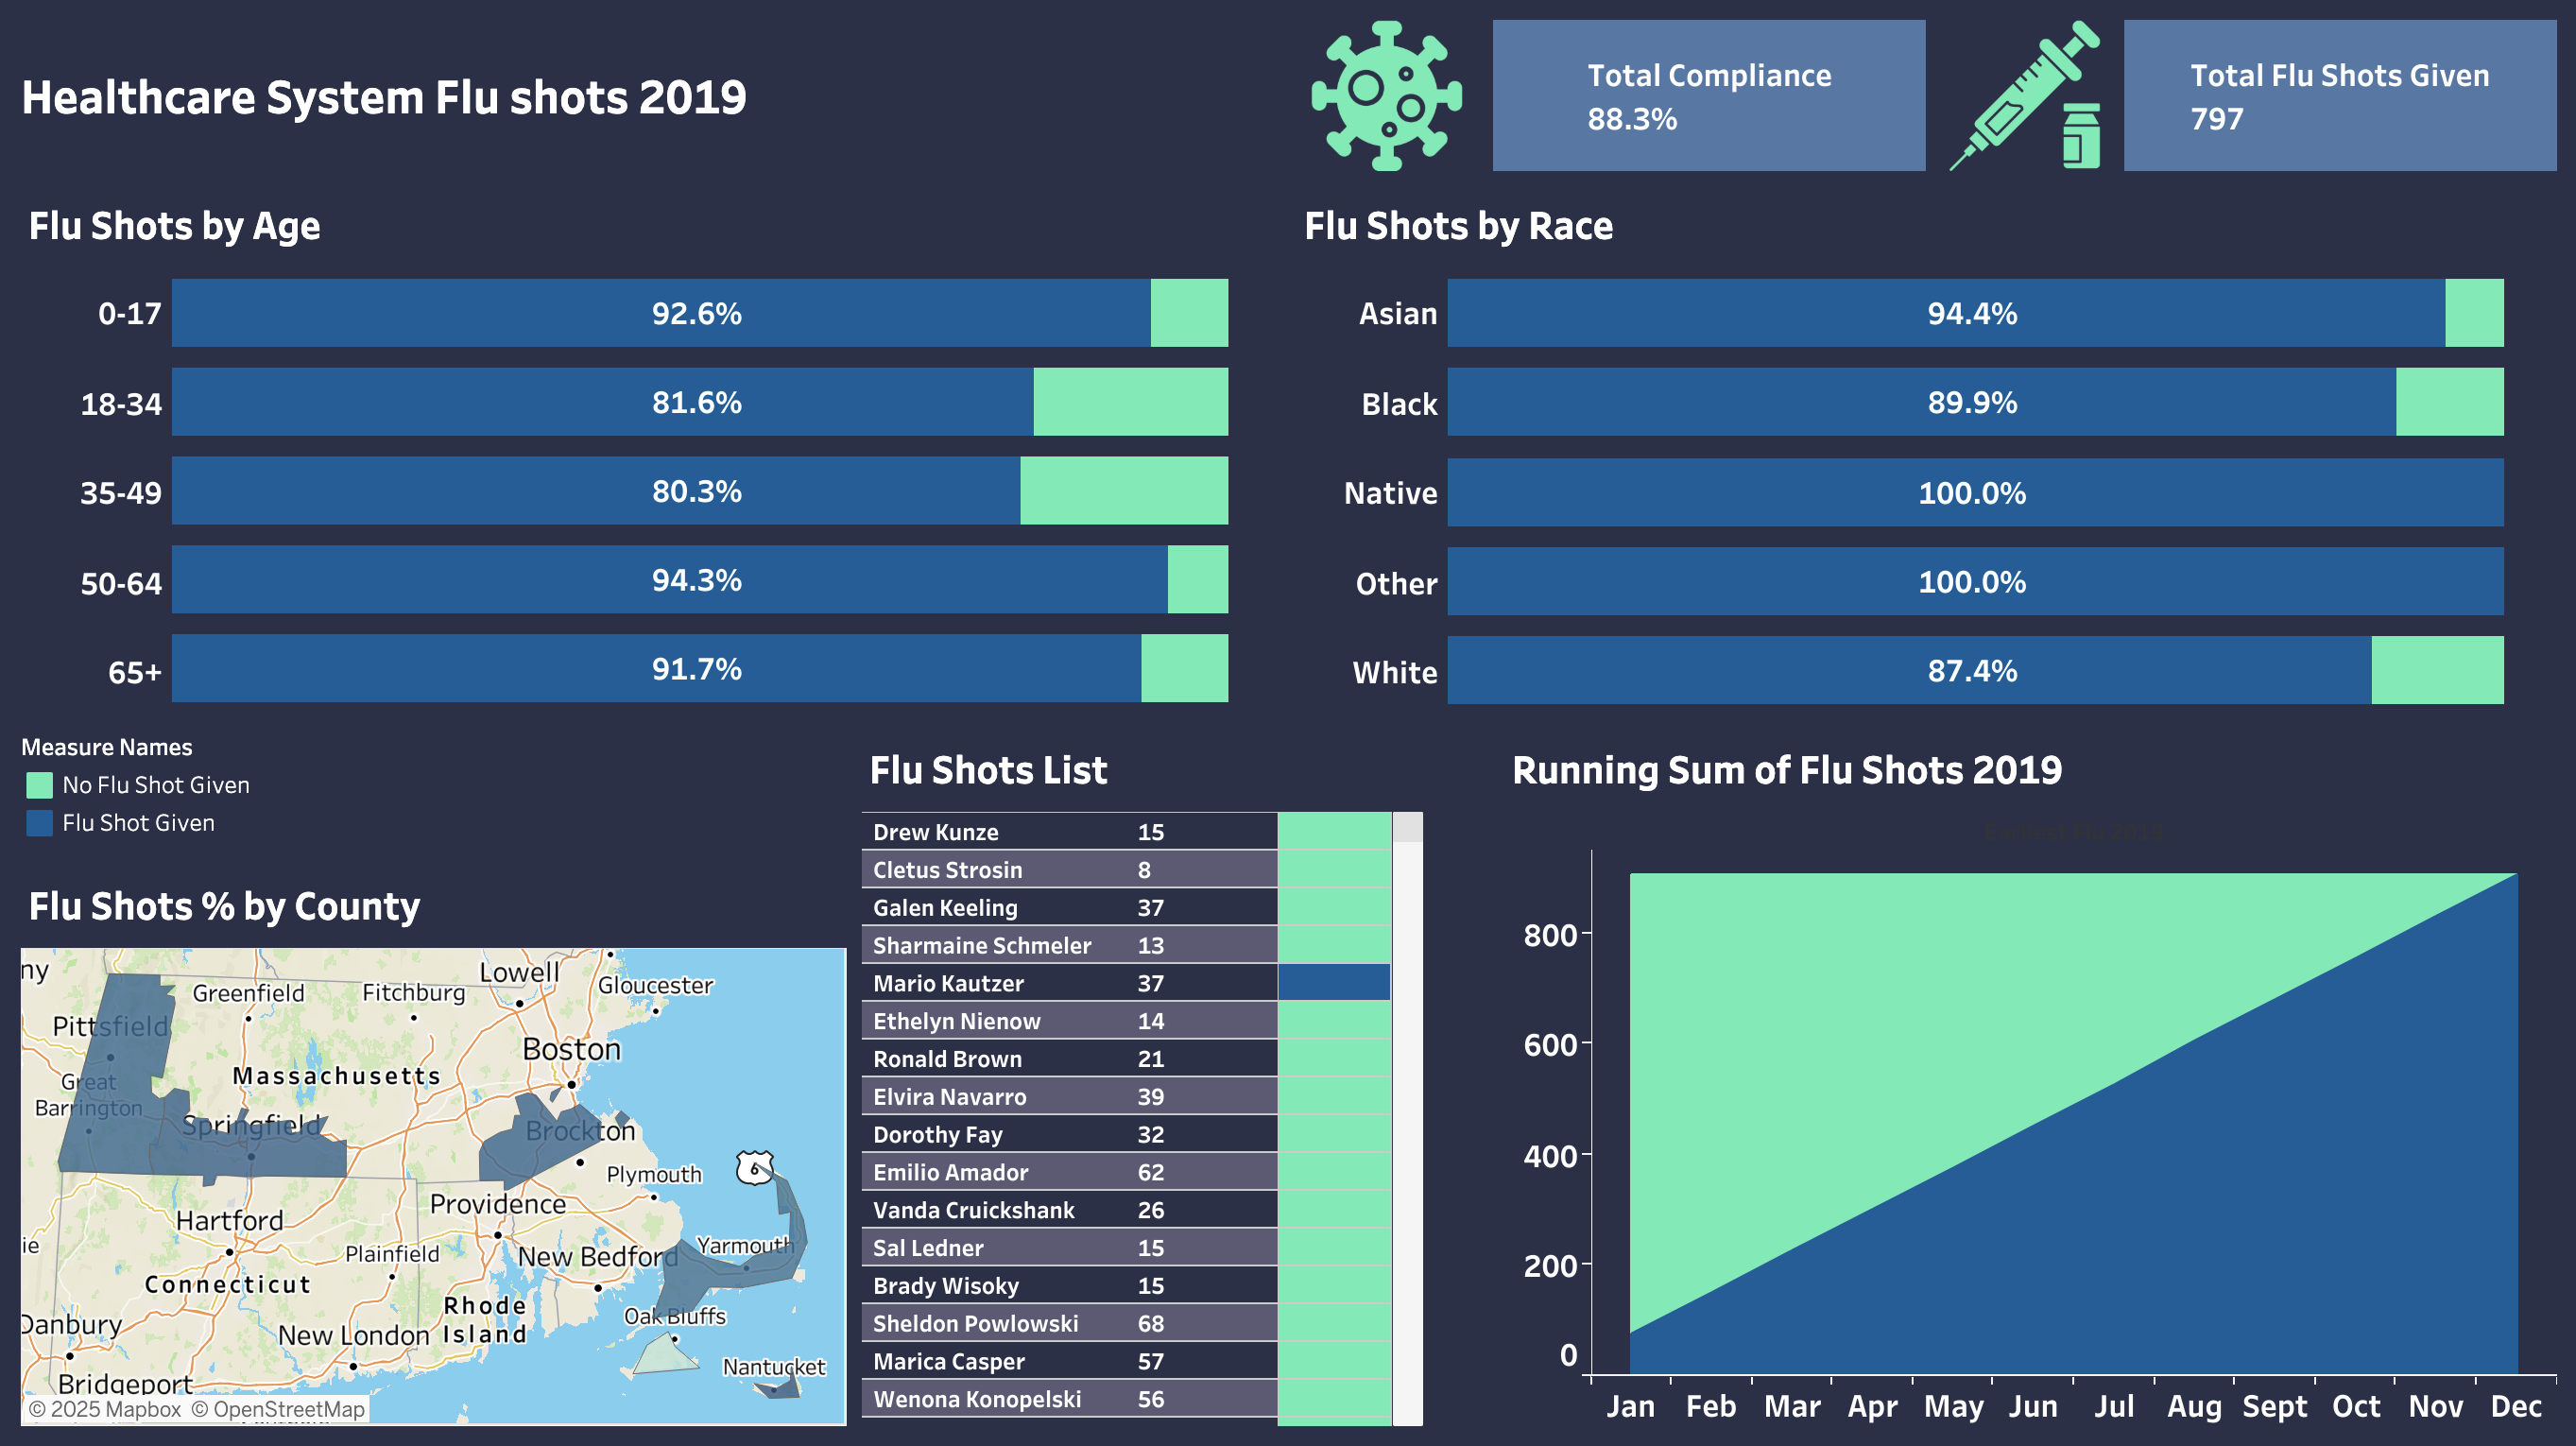 Healthcare System Flu shots 2019
Total Compliance
88.3%
Total Flu Shots Given
797
Flu Shots by Age
0-17 92.6%
18-34 81.6%
35-49 80.3%
50-64 94.3%
65+ 91.7%
Flu Shots by Race
Asian 94.4%
Black 89.9%
Native 100.0%
Other 100.0%
White 87.4%
Measure Names
No Flu Shot Given
Flu Shot Given
Flu Shots % by County
ny
Lowell
Greenfield
Fitchburg
Gloucester
Pittsfield
Boston
Great
Barrington
Massachusetts
Springfield
Brockton
Plymouth
6
Providence
Hartford
Plainfield
New Bedford
Yarmouth
ie
Connecticut
Rhode
Island
Oak Bluffs
Danbury
New London
Nantucket
Bridgeport
© 2025 Mapbox © OpenStreetMap
Flu Shots List
Drew Kunze 15
Cletus Strosin 8
Galen Keeling 37
Sharmaine Schmeler 13
Mario Kautzer 37
Ethelyn Nienow 14
Ronald Brown 21
Elvira Navarro 39
Dorothy Fay 32
Emilio Amador 62
Vanda Cruickshank 26
Sal Ledner 15
Brady Wisoky 15
Sheldon Powlowski 68
Marica Casper 57
Wenona Konopelski 56
Running Sum of Flu Shots 2019
800
600
400
200
0
Jan Feb Mar Apr May Jun Jul Aug Sept Oct Nov Dec